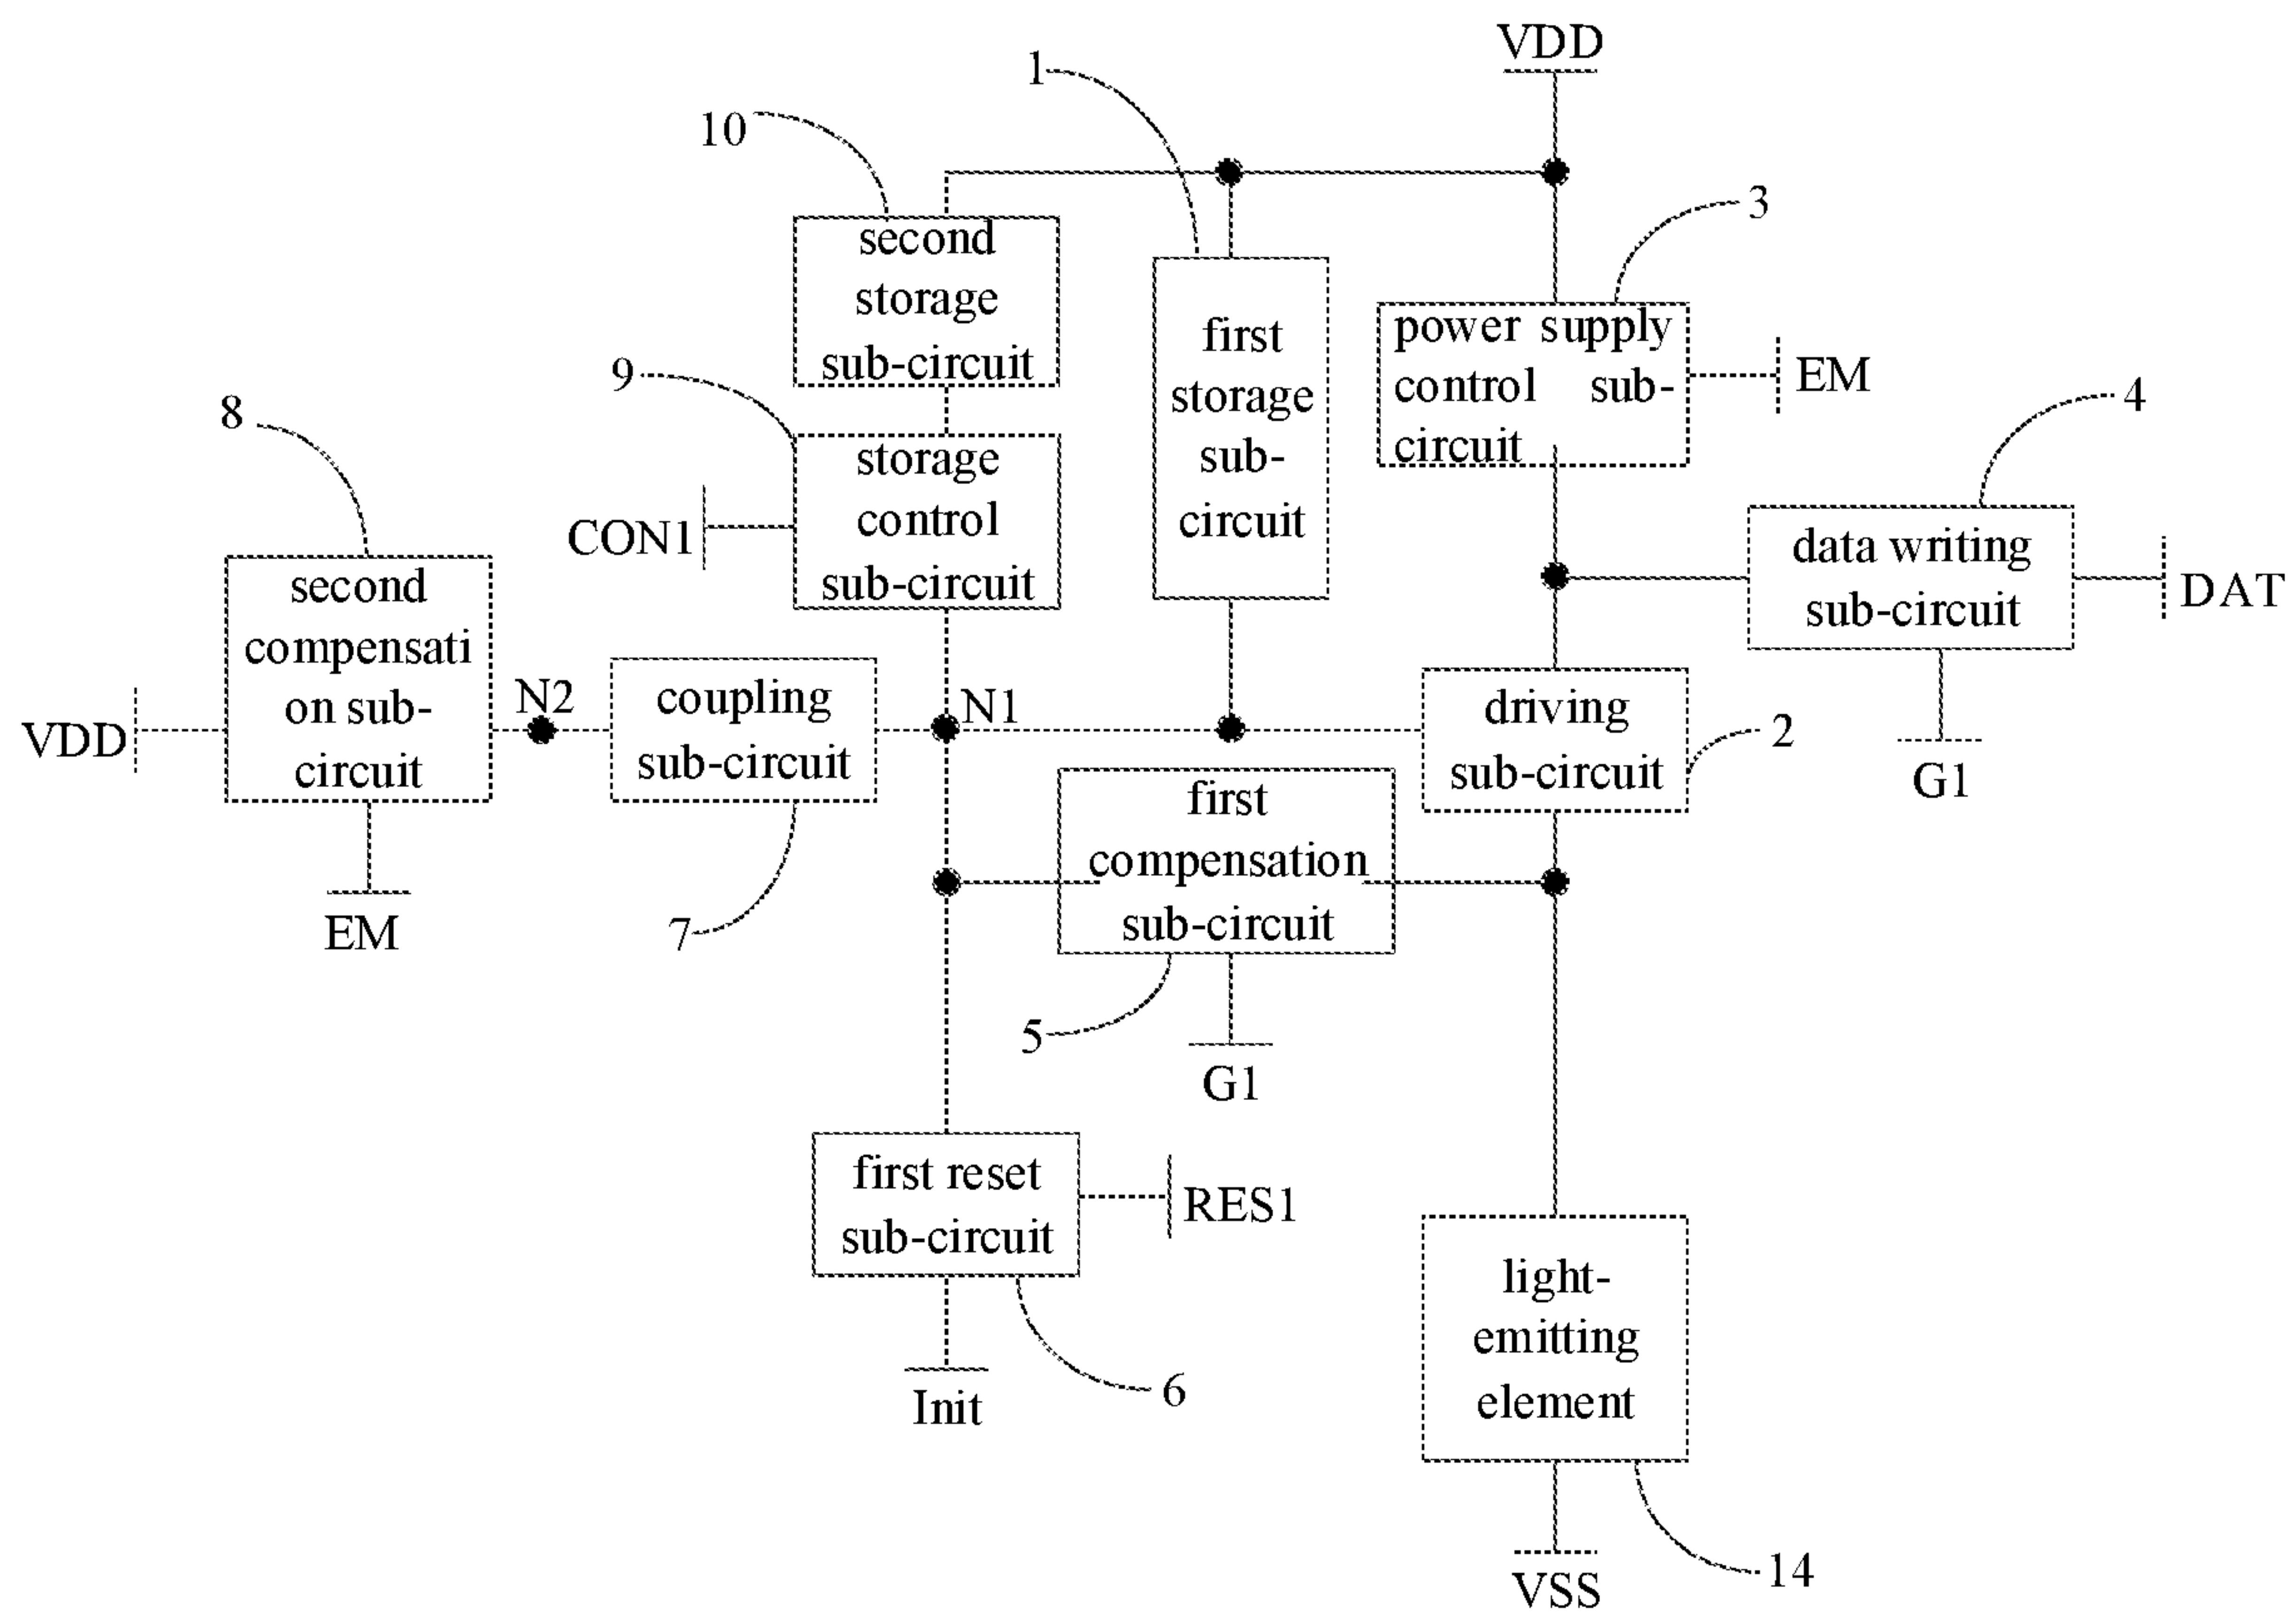 VDD
1
10
3
second
storage
sub-circuit
first
storage
sub-
circuit
power supply
control sub-
circuit
EM
9
4
8
storage
control
sub-circuit
CON1
data writing
sub-circuit
DAT
G1
second
compensati
on sub-
circuit
VDD
EM
N2
coupling
sub-circuit
N1
driving
sub-circuit
2
7
first
compensation
sub-circuit
5
G1
first reset
sub-circuit
RES1
Init
6
light-
emitting
element
14
VSS